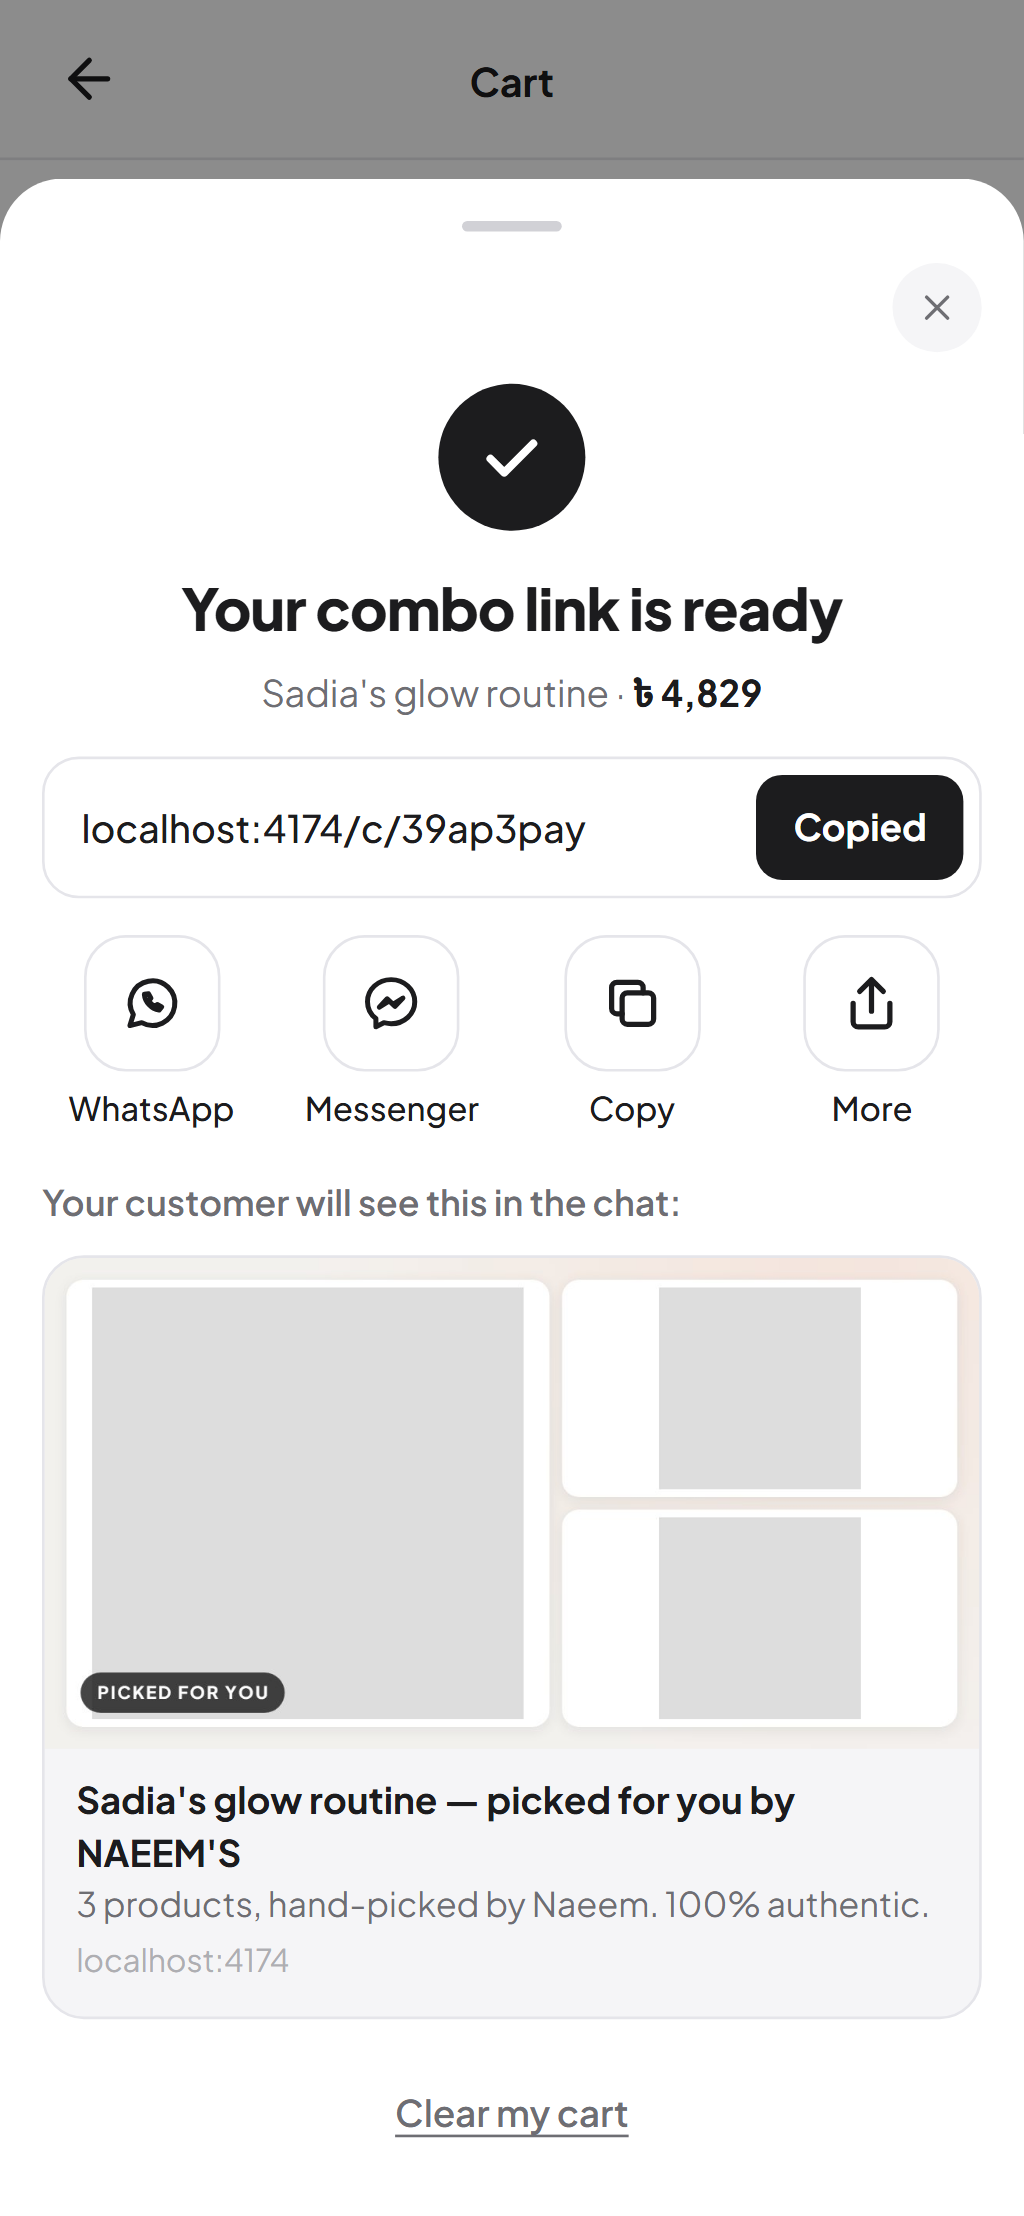 Cart
Your combo link is ready
Sadia's glow routine · ৳ 4,829
localhost:4174/c/39ap3pay
Copied
WhatsApp
Messenger
Copy
More
Your customer will see this in the chat:
PICKED FOR YOU
Sadia's glow routine — picked for you by
NAEEM'S
3 products, hand-picked by Naeem. 100% authentic.
localhost:4174
Clear my cart